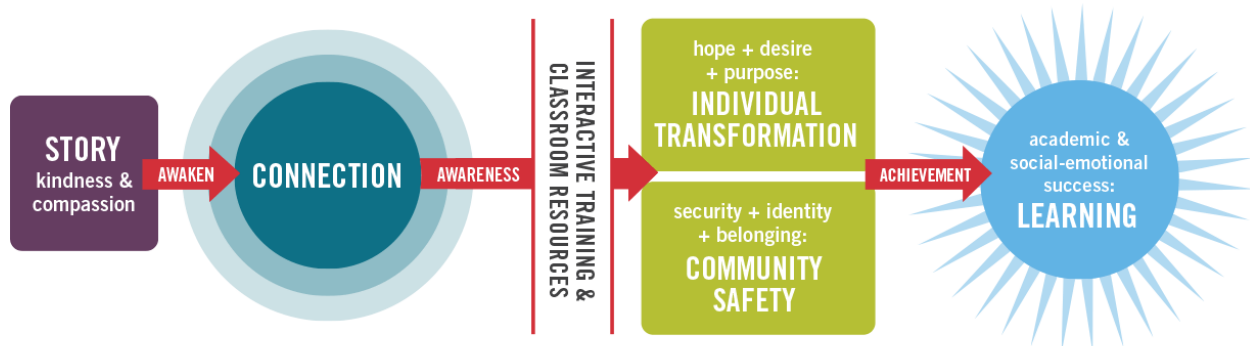 STORY
kindness &
compassion
AWAKEN
CONNECTION
AWARENESS
INTERACTIVE TRAINING &
CLASSROOM RESOURCES
hope + desire
+ purpose:
INDIVIDUAL
TRANSFORMATION
security + identity
+ belonging:
COMMUNITY
SAFETY
ACHIEVEMENT
academic &
social-emotional
success:
LEARNING